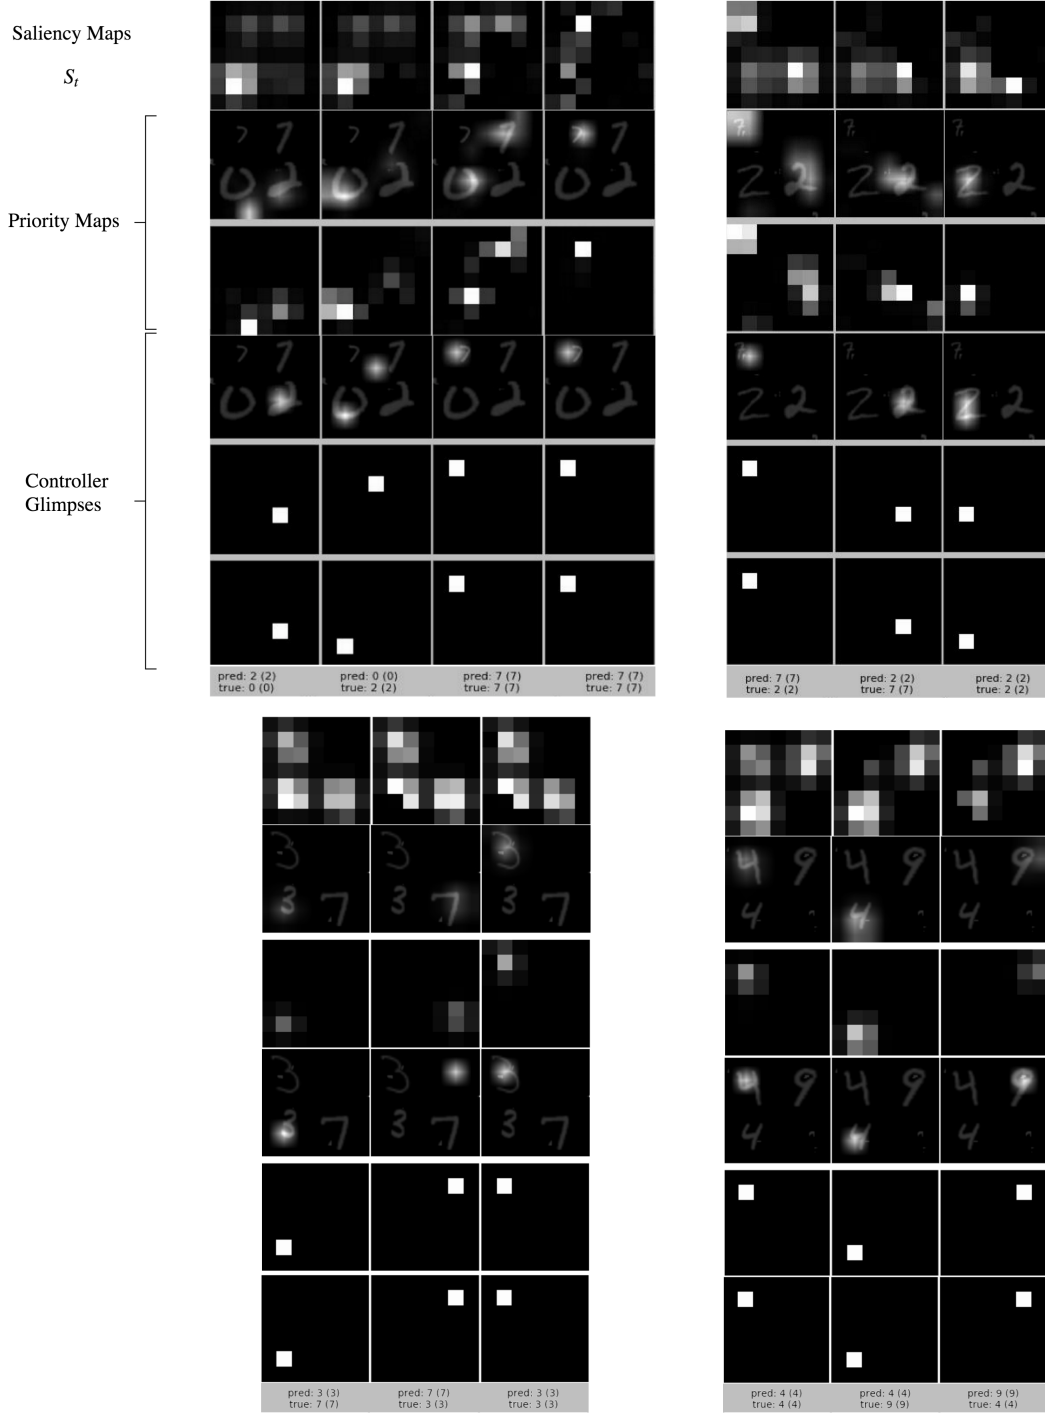 Saliency Maps
S_t
Priority Maps
Controller
Glimpses
pred: 2 (2)
true: 0 (0)
pred: 0 (0)
true: 2 (2)
pred: 7 (7)
true: 7 (7)
pred: 7 (7)
true: 7 (7)
pred: 7 (7)
true: 2 (2)
pred: 2 (2)
true: 7 (7)
pred: 2 (2)
true: 2 (2)
pred: 3 (3)
true: 7 (7)
pred: 7 (7)
true: 3 (3)
pred: 3 (3)
true: 3 (3)
pred: 4 (4)
true: 4 (4)
pred: 4 (4)
true: 9 (9)
pred: 9 (9)
true: 4 (4)